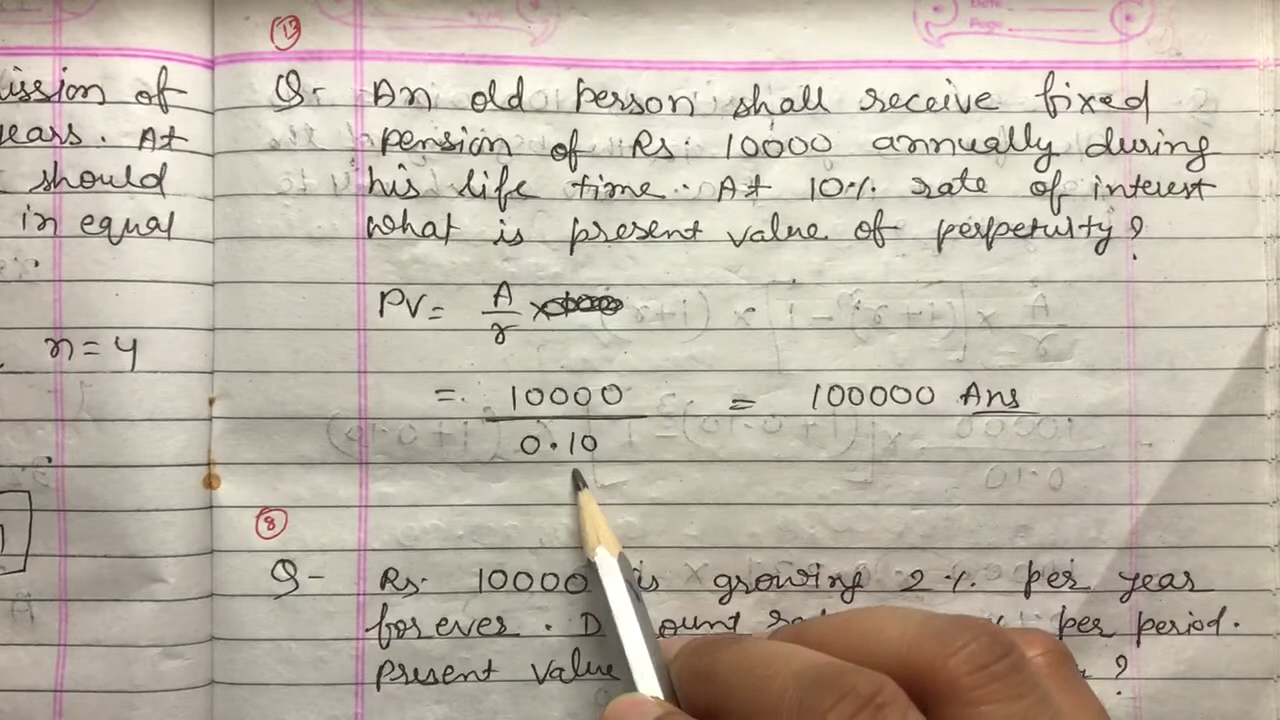 ission of
ears. At
should
in equal
n = 4
13
Q- An old person shall receive fixed
pension of Rs. 10000 annually during
his life time. At 10% rate of interest
what is present value of perpetuity?
PV = A/r
= 10000/0.10 = 100000 Ans
8
Q- Rs. 10000 is growing 2% per year
for ever. D ount per period.
Present value ?